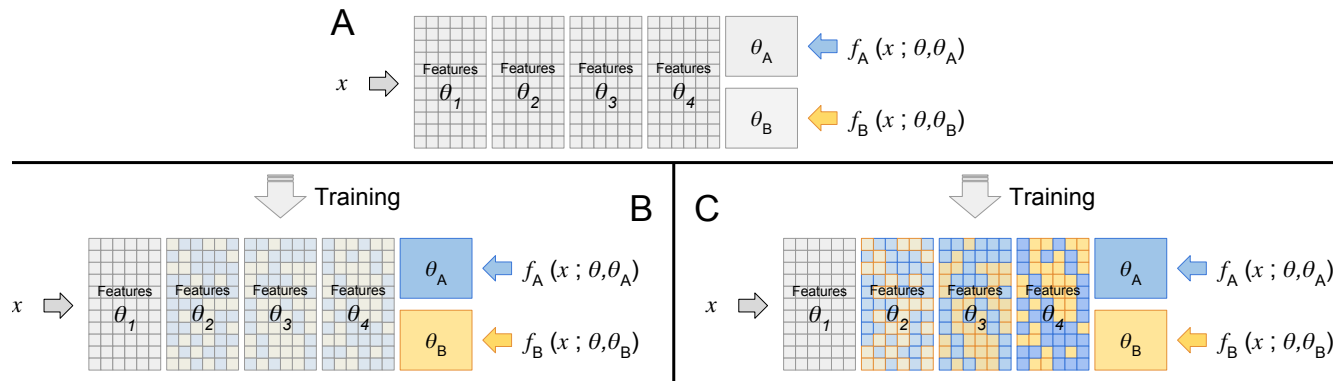 A
x
Features Features Features Features
θ1 θ2 θ3 θ4
θA
fA (x ; θ,θA)
θB
fB (x ; θ,θB)
Training
B
x
Features Features Features Features
θ1 θ2 θ3 θ4
θA
fA (x ; θ,θA)
θB
fB (x ; θ,θB)
C
Training
x
Features Features Features Features
θ1 θ2 θ3 θ4
θA
fA (x ; θ,θA)
θB
fB (x ; θ,θB)